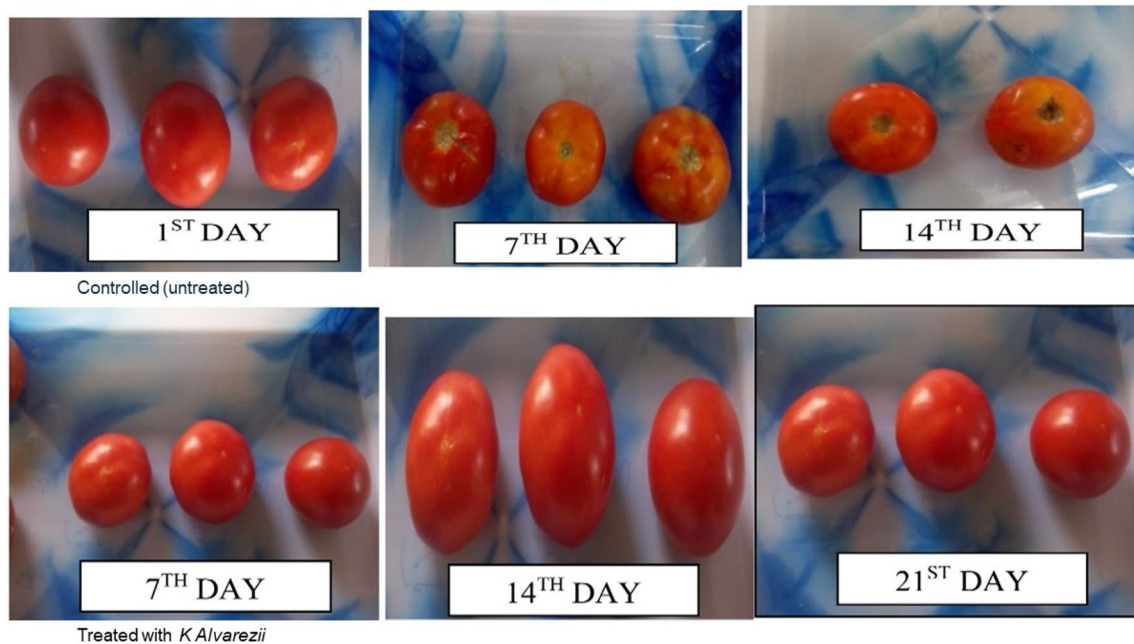 1ST DAY
7TH DAY
14TH DAY
Controlled (untreated)
7TH DAY
14TH DAY
21ST DAY
Treated with K Alvarezii